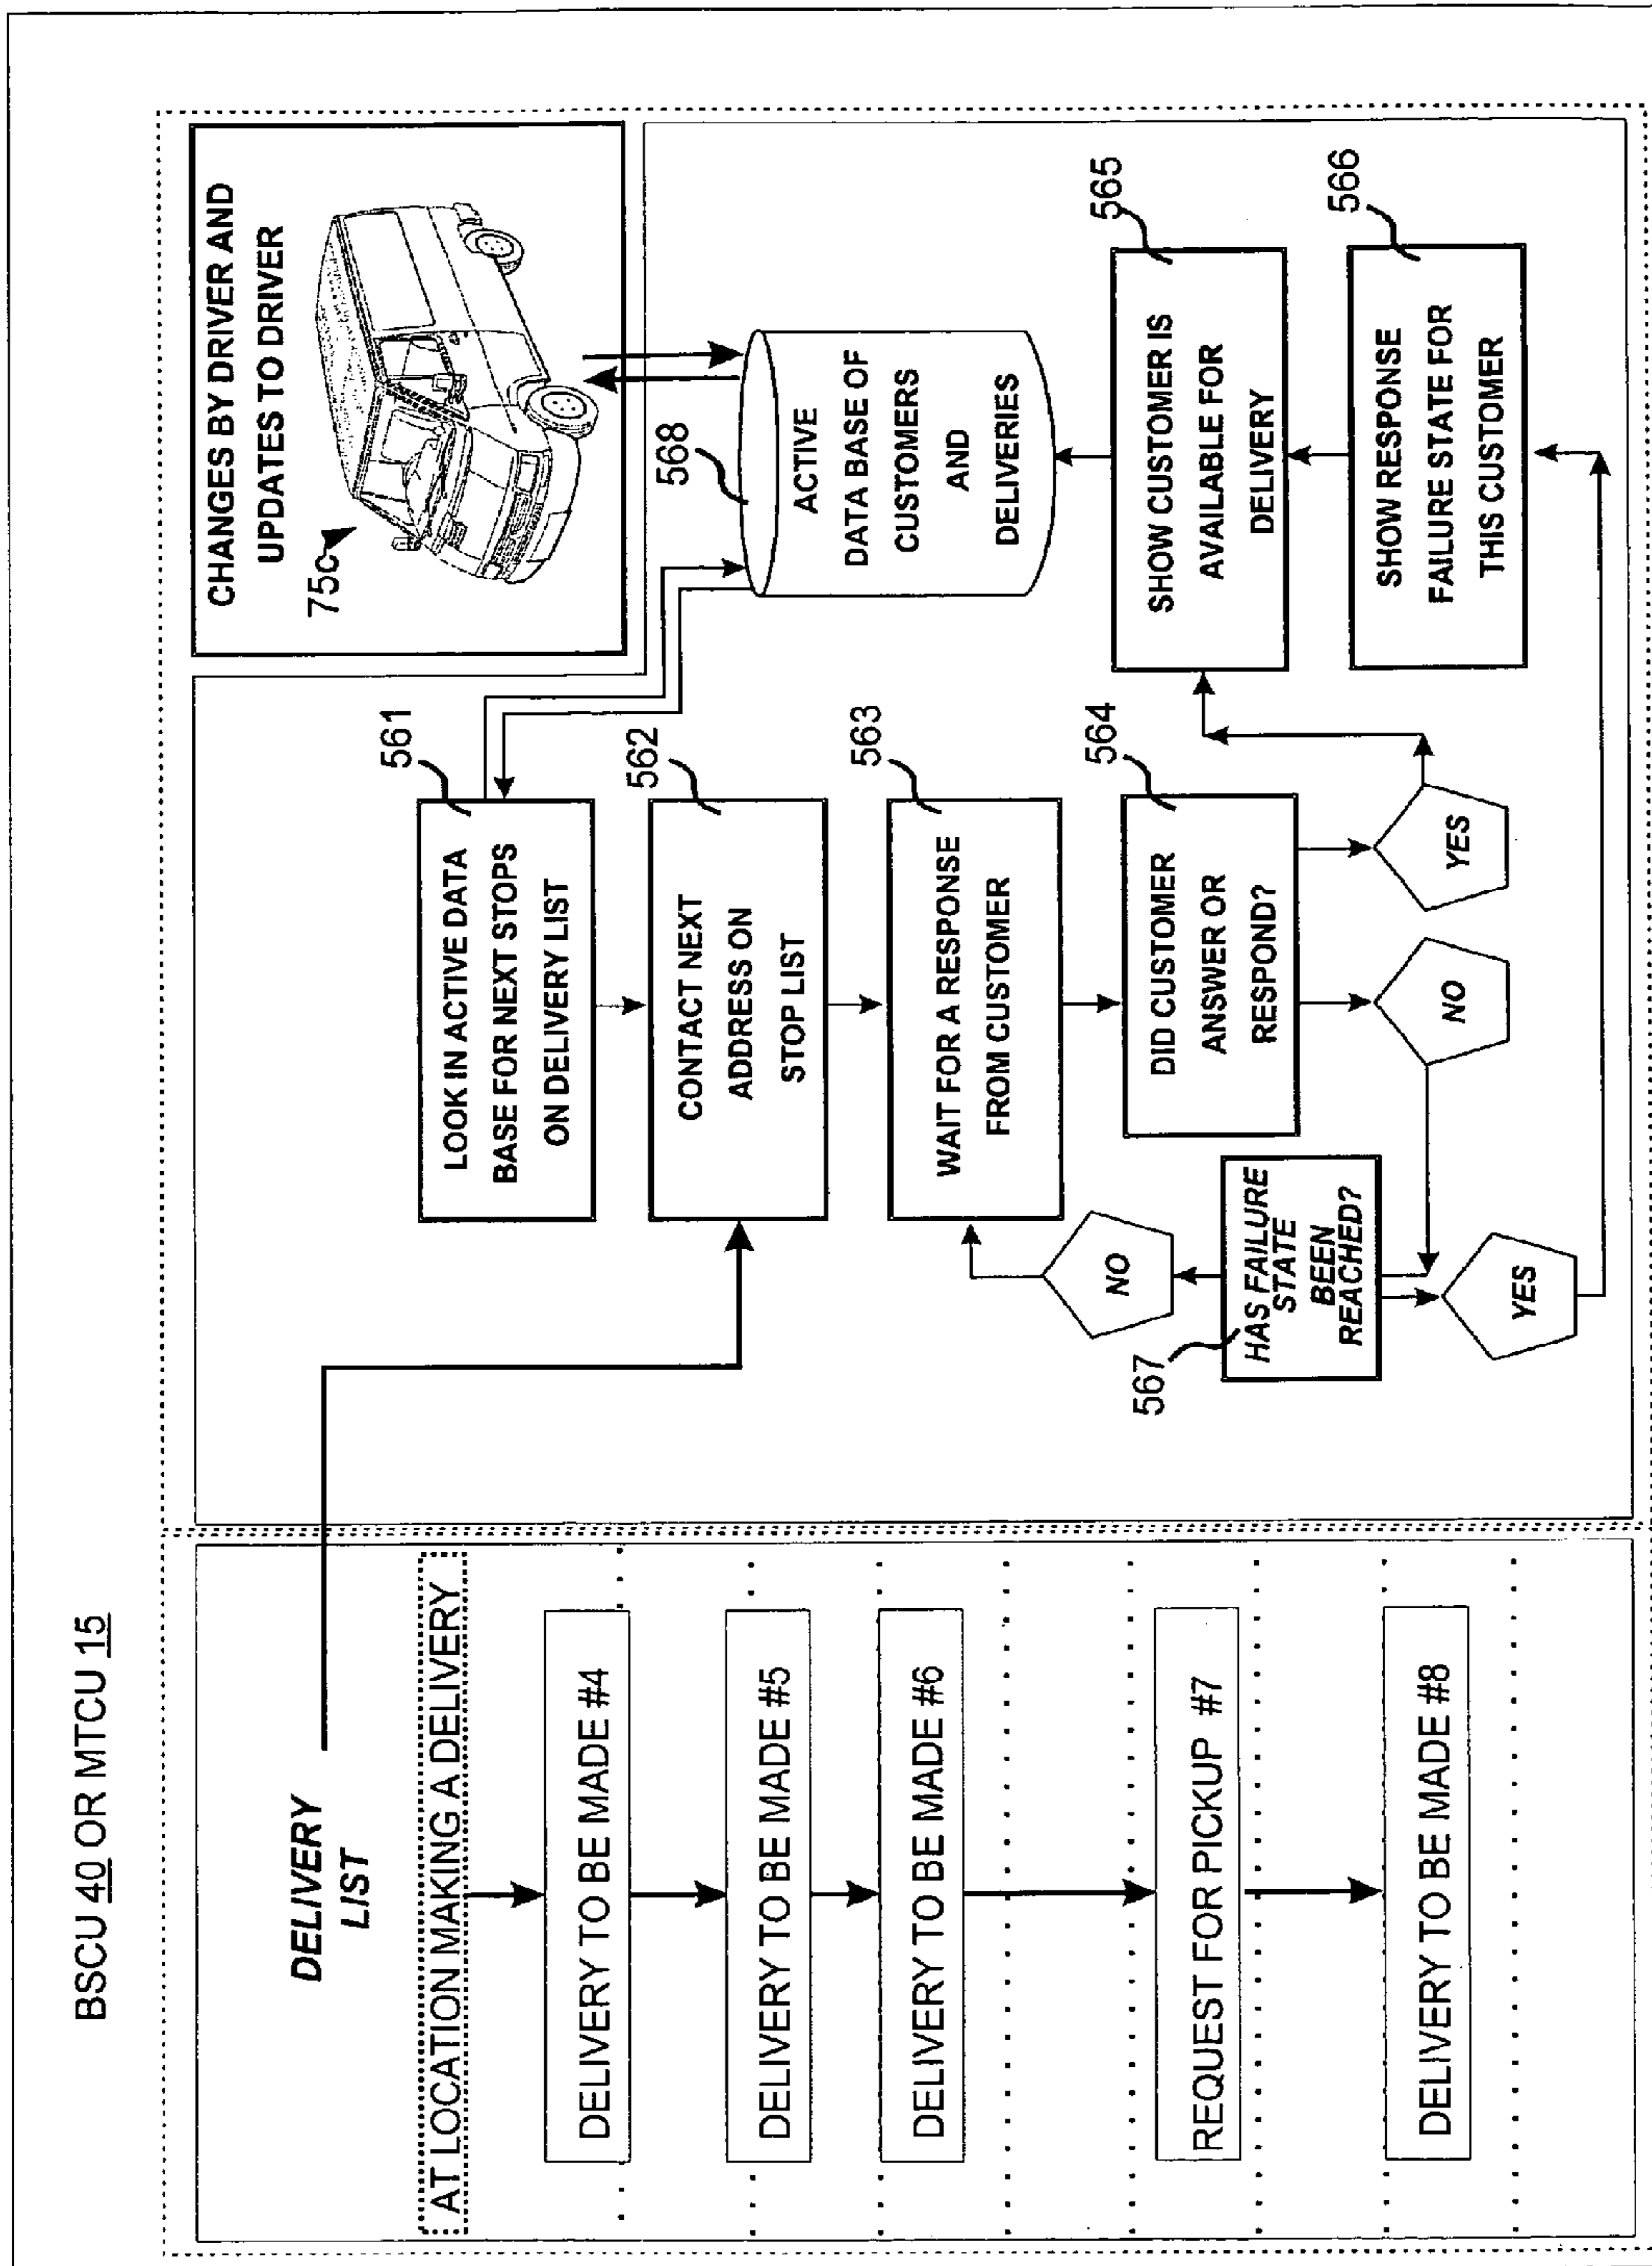 BSCU 40 OR MTCU 15
DELIVERY
LIST
AT LOCATION MAKING A DELIVERY
DELIVERY TO BE MADE #4
DELIVERY TO BE MADE #5
DELIVERY TO BE MADE #6
REQUEST FOR PICKUP #7
DELIVERY TO BE MADE #8
561
LOOK IN ACTIVE DATA
BASE FOR NEXT STOPS
ON DELIVERY LIST
562
CONTACT NEXT
ADDRESS ON
STOP LIST
563
WAIT FOR A RESPONSE
FROM CUSTOMER
564
DID CUSTOMER
ANSWER OR
RESPOND?
NO
YES
567
HAS FAILURE
STATE
BEEN
REACHED?
NO
YES
CHANGES BY DRIVER AND
UPDATES TO DRIVER
75c
568
ACTIVE
DATA BASE OF
CUSTOMERS
AND
DELIVERIES
565
SHOW CUSTOMER IS
AVAILABLE FOR
DELIVERY
566
SHOW RESPONSE
FAILURE STATE FOR
THIS CUSTOMER